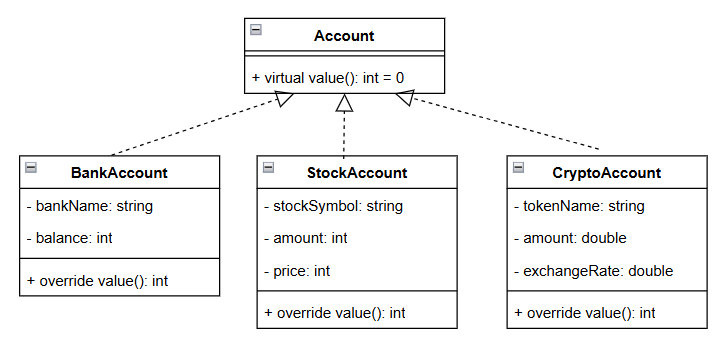 Account
+ virtual value(): int = 0
BankAccount
- bankName: string
- balance: int
+ override value(): int
StockAccount
- stockSymbol: string
- amount: int
- price: int
+ override value(): int
CryptoAccount
- tokenName: string
- amount: double
- exchangeRate: double
+ override value(): int